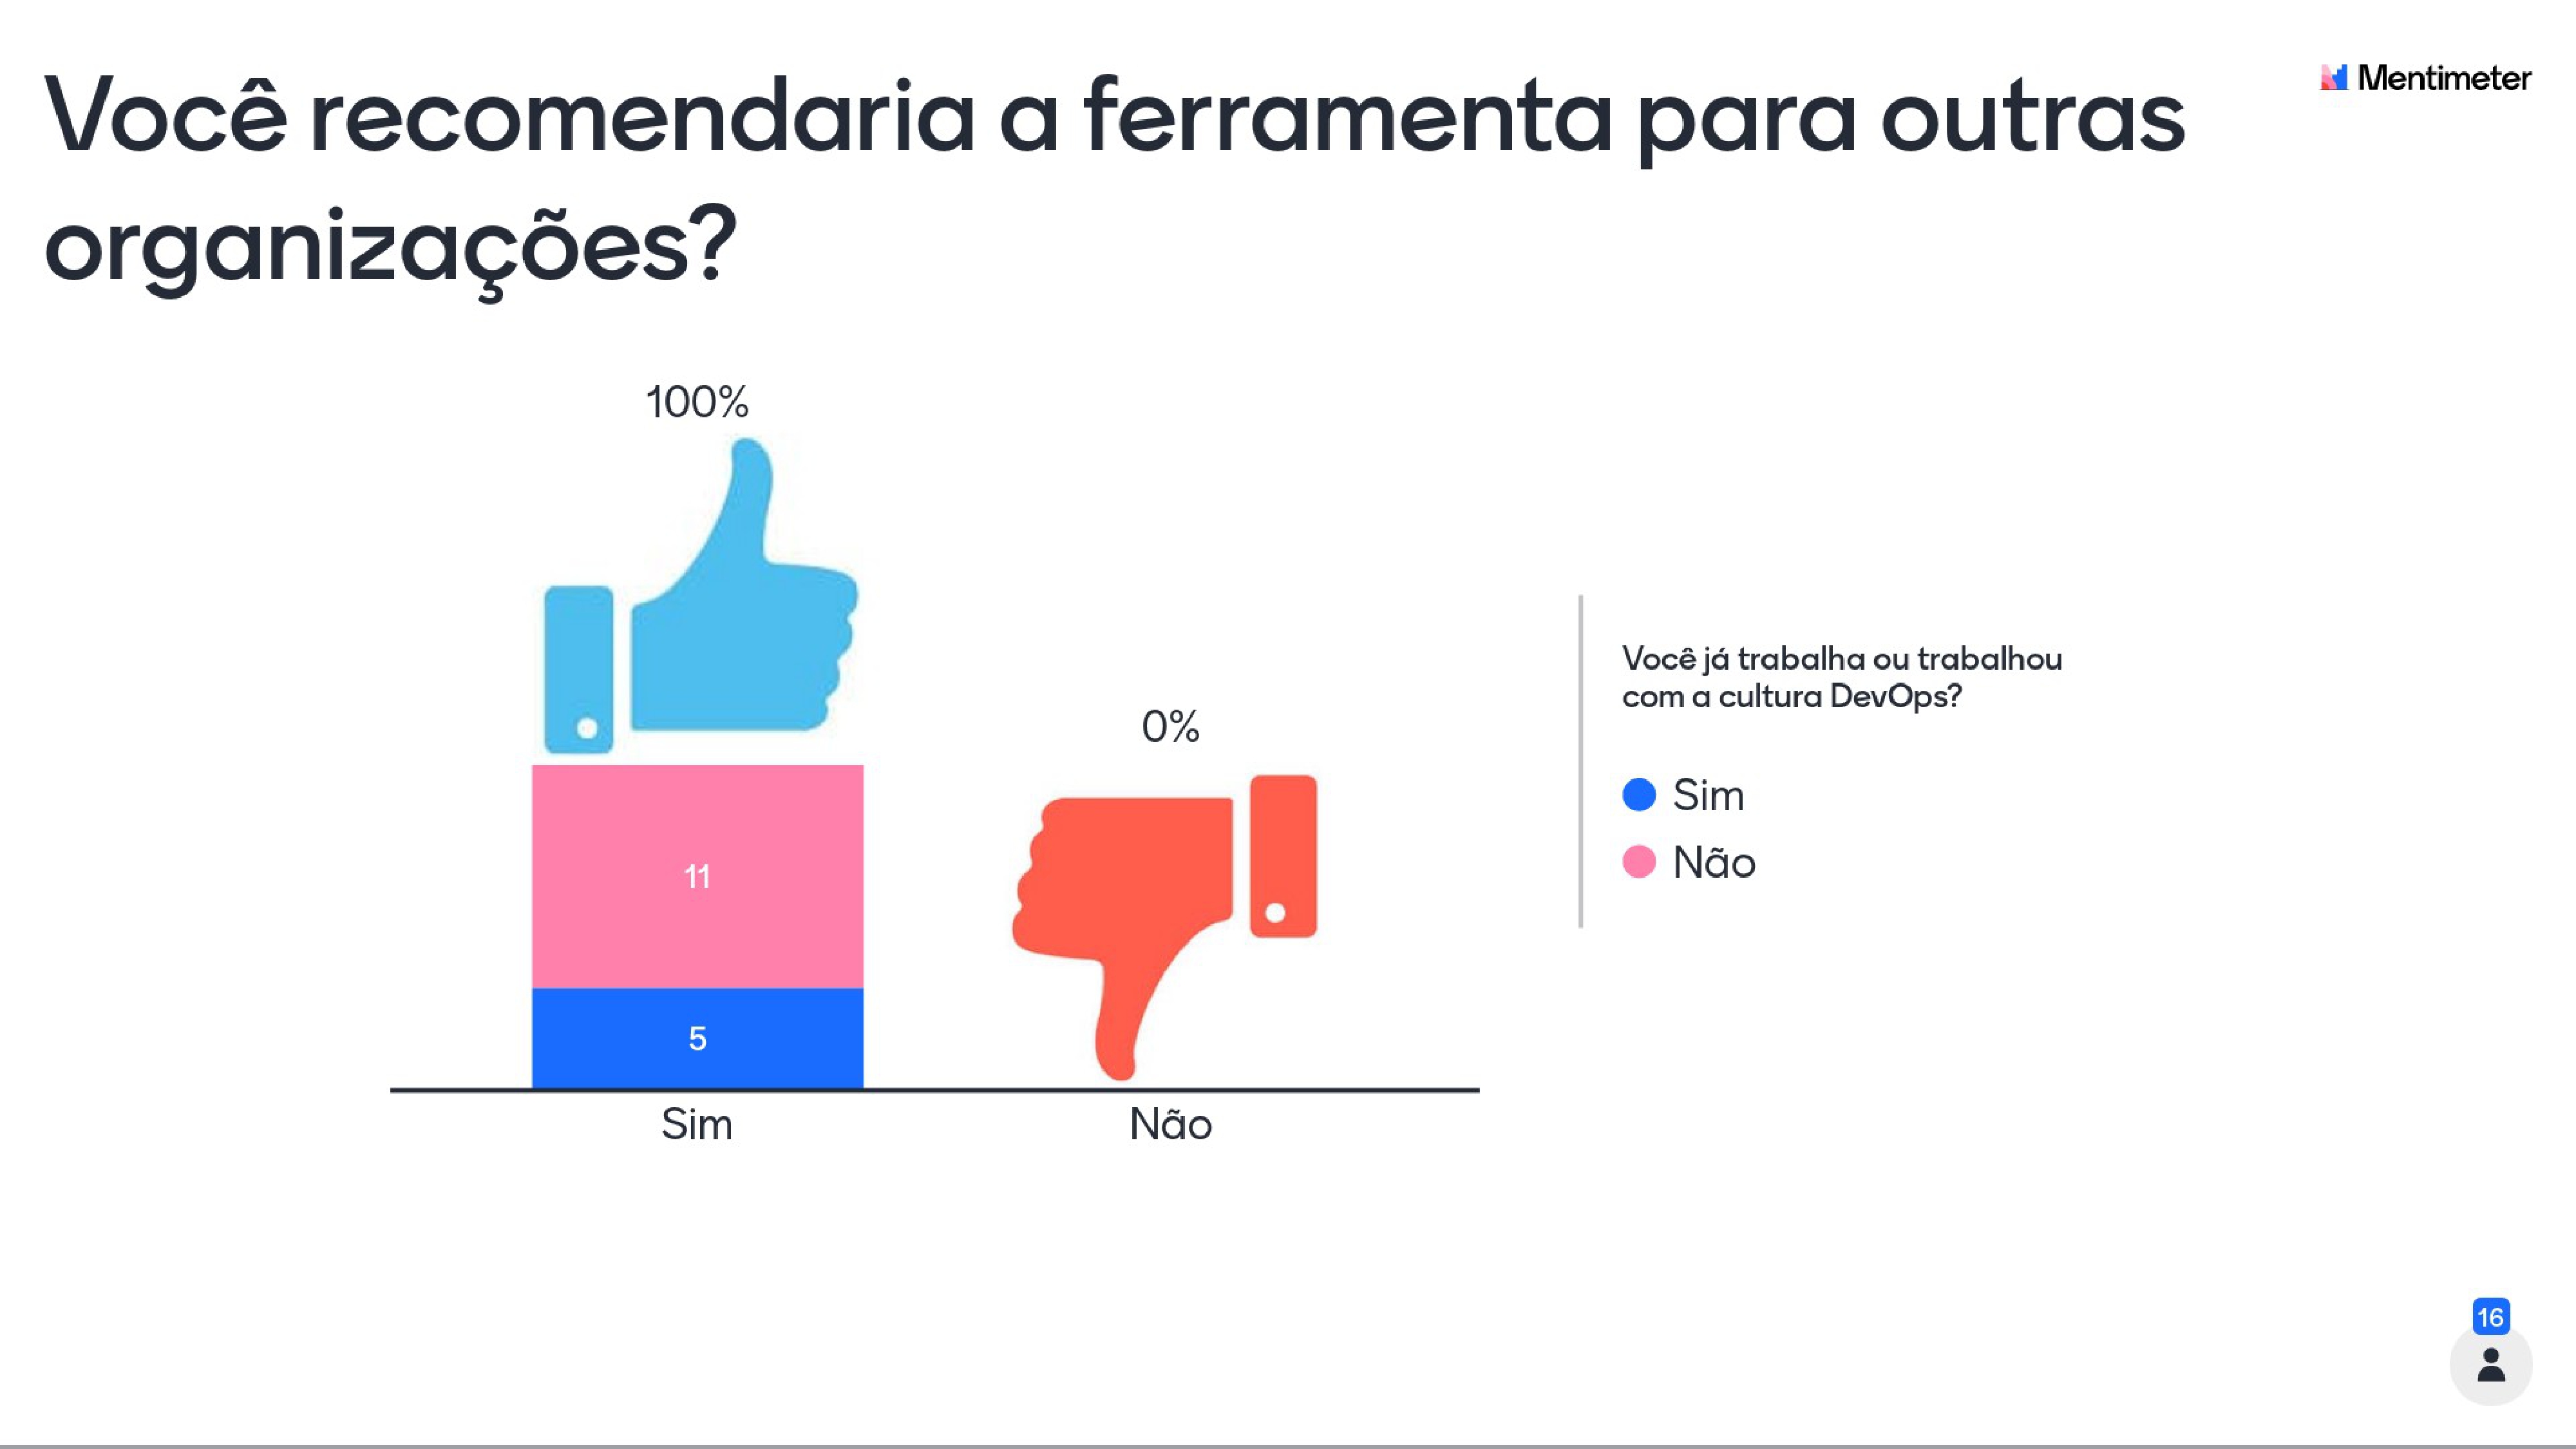 Você recomendaria a ferramenta para outras
organizações?
Mentimeter
100%
0%
11
5
Sim
Não
Você já trabalha ou trabalhou
com a cultura DevOps?
Sim
Não
16